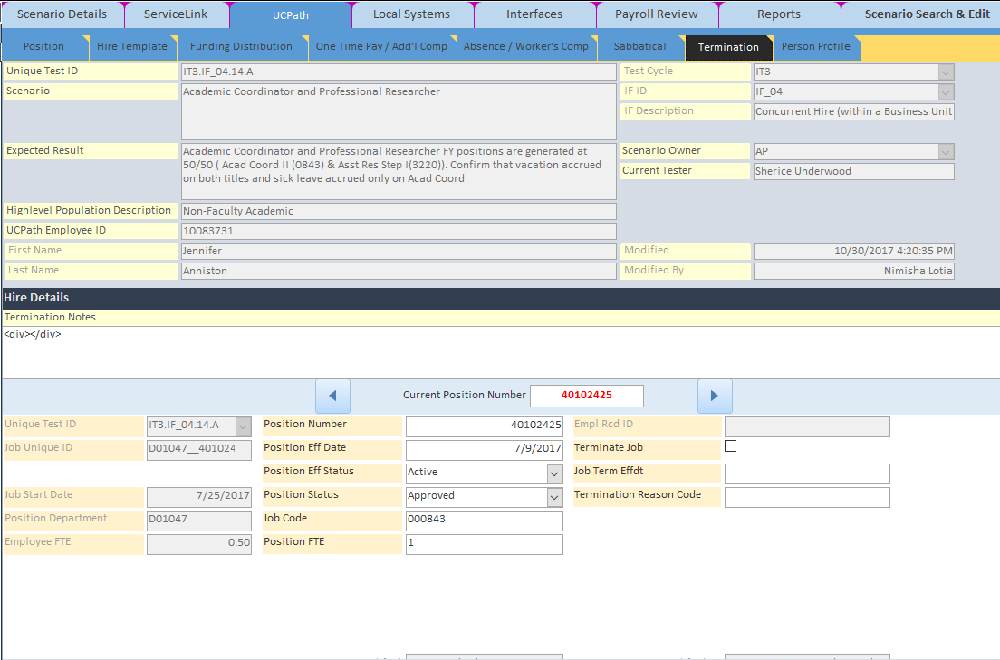 Scenario Details ServiceLink UCPath Local Systems Interfaces Payroll Review Reports Scenario Search & Edit
Position Hire Template Funding Distribution One Time Pay / Add'l Comp Absence / Worker's Comp Sabbatical Termination Person Profile
Unique Test ID IT3.IF_04.14.A Test Cycle IT3
Scenario Academic Coordinator and Professional Researcher IF ID IF_04
IF Description Concurrent Hire (within a Business Unit
Expected Result Academic Coordinator and Professional Researcher FY positions are generated at Scenario Owner AP
50/50 ( Acad Coord II (0843) & Asst Res Step I(3220)). Confirm that vacation accrued Current Tester Sherice Underwood
on both titles and sick leave accrued only on Acad Coord
Highlevel Population Description Non-Faculty Academic
UCPath Employee ID 10083731
First Name Jennifer Modified 10/30/2017 4:20:35 PM
Last Name Anniston Modified By Nimisha Lotia
Hire Details
Termination Notes
<div></div>
Current Position Number 40102425
Unique Test ID IT3.IF_04.14.A Position Number 40102425 Empl Rcd ID
Job Unique ID D01047__401024 Position Eff Date 7/9/2017 Terminate Job
Position Eff Status Active Job Term Effdt
Job Start Date 7/25/2017 Position Status Approved Termination Reason Code
Position Department D01047 Job Code 000843
Employee FTE 0.50 Position FTE 1